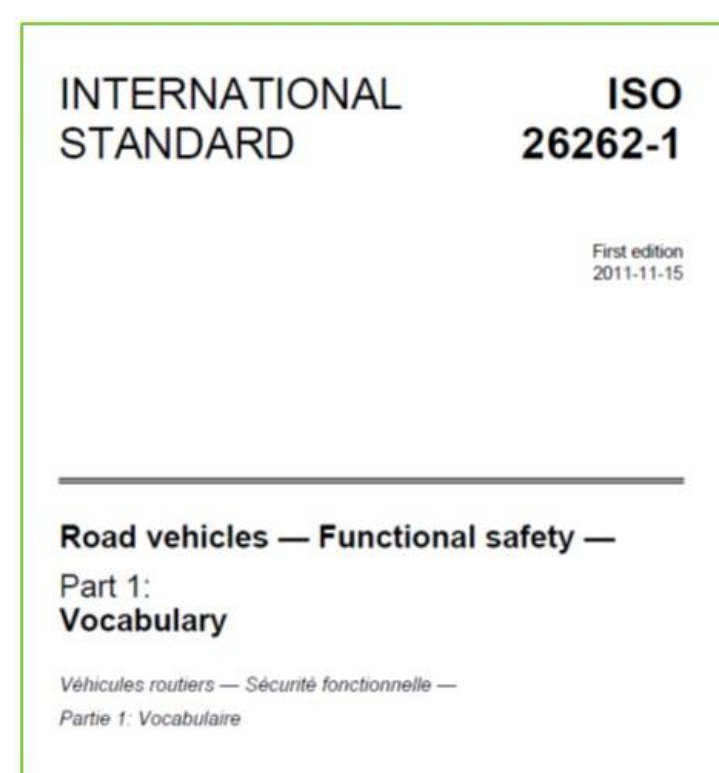 INTERNATIONAL
STANDARD
ISO
26262-1
First edition
2011-11-15
Road vehicles — Functional safety —
Part 1:
Vocabulary
Véhicules routiers — Sécurité fonctionnelle —
Partie 1: Vocabulaire